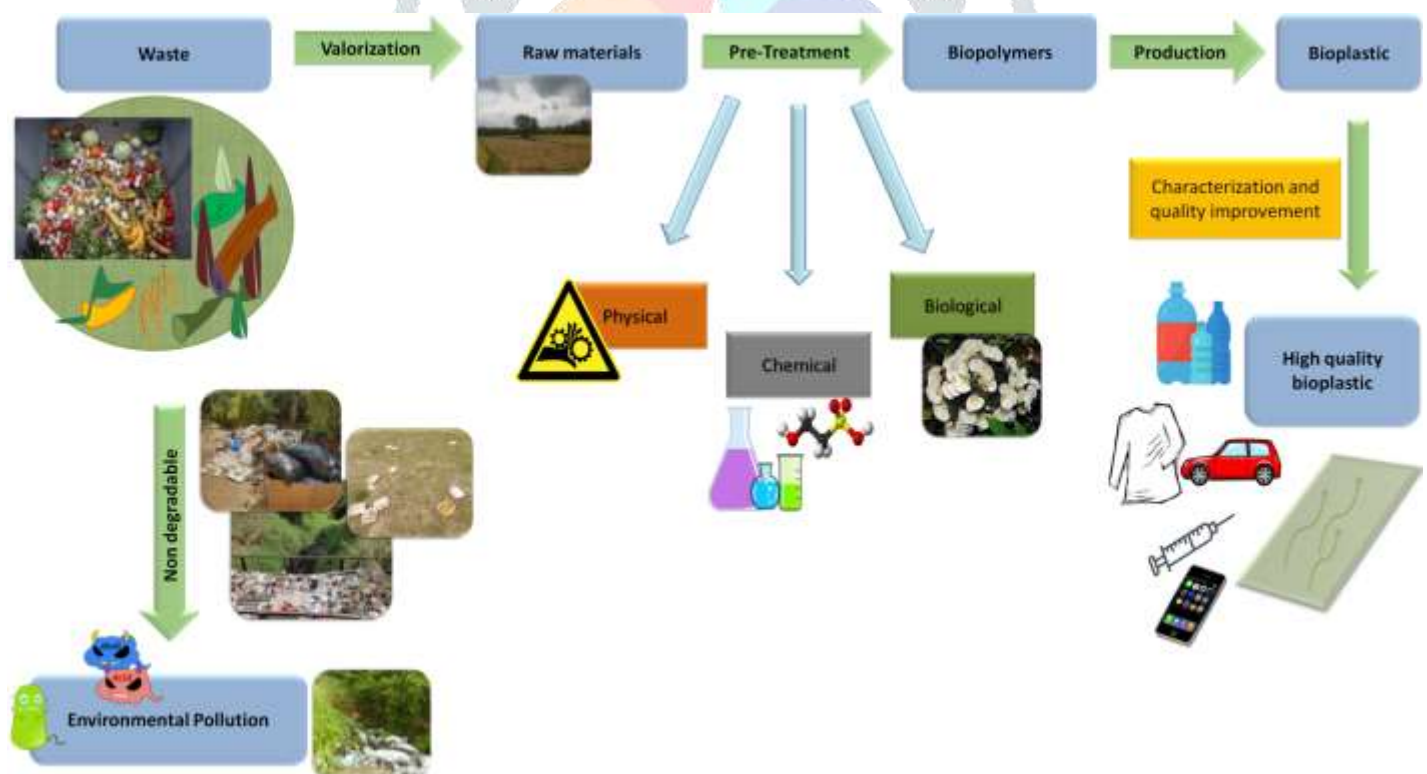 Waste
Valorization
Raw materials
Pre-Treatment
Biopolymers
Production
Bioplastic
Characterization and
quality improvement
Physical
Chemical
Biological
High quality
bioplastic
Non degradable
Environmental Pollution